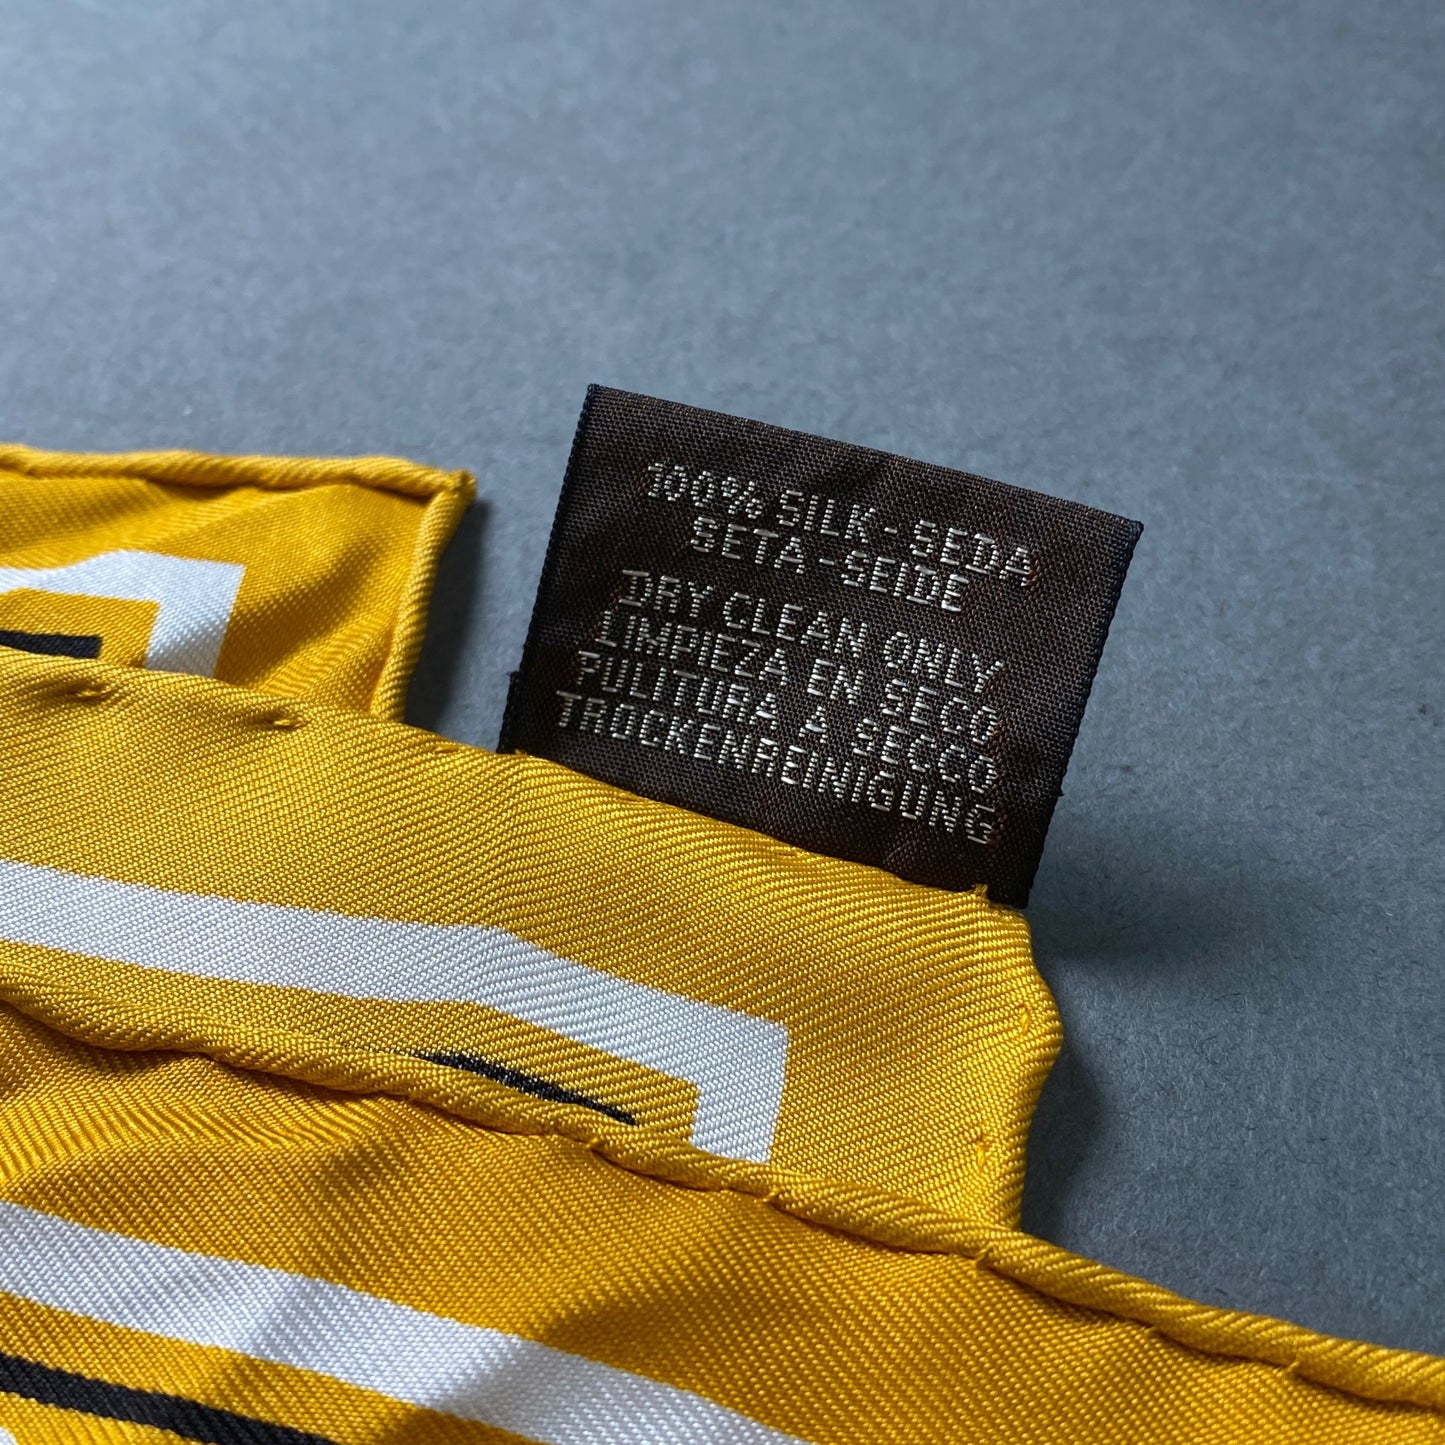 100% SILK - SEDA
SETA - SEIDE
DRY CLEAN ONLY
LIMPIEZA EN SECO
PULITURA A SECCO
TROCKENREINIGUNG